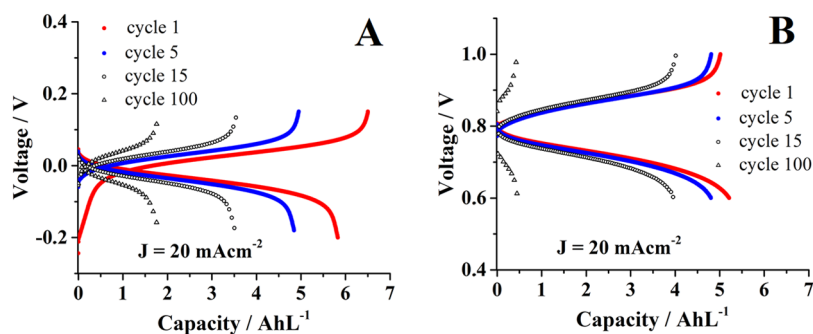 A
cycle 1
cycle 5
cycle 15
cycle 100
0.4
0.2
0.0
-0.2
Voltage / V
J = 20 mAcm-2
0 1 2 3 4 5 6 7
Capacity / AhL-1
B
cycle 1
cycle 5
cycle 15
cycle 100
1.0
0.8
0.6
0.4
Voltage / V
J = 20 mAcm-2
0 1 2 3 4 5 6 7
Capacity / AhL-1